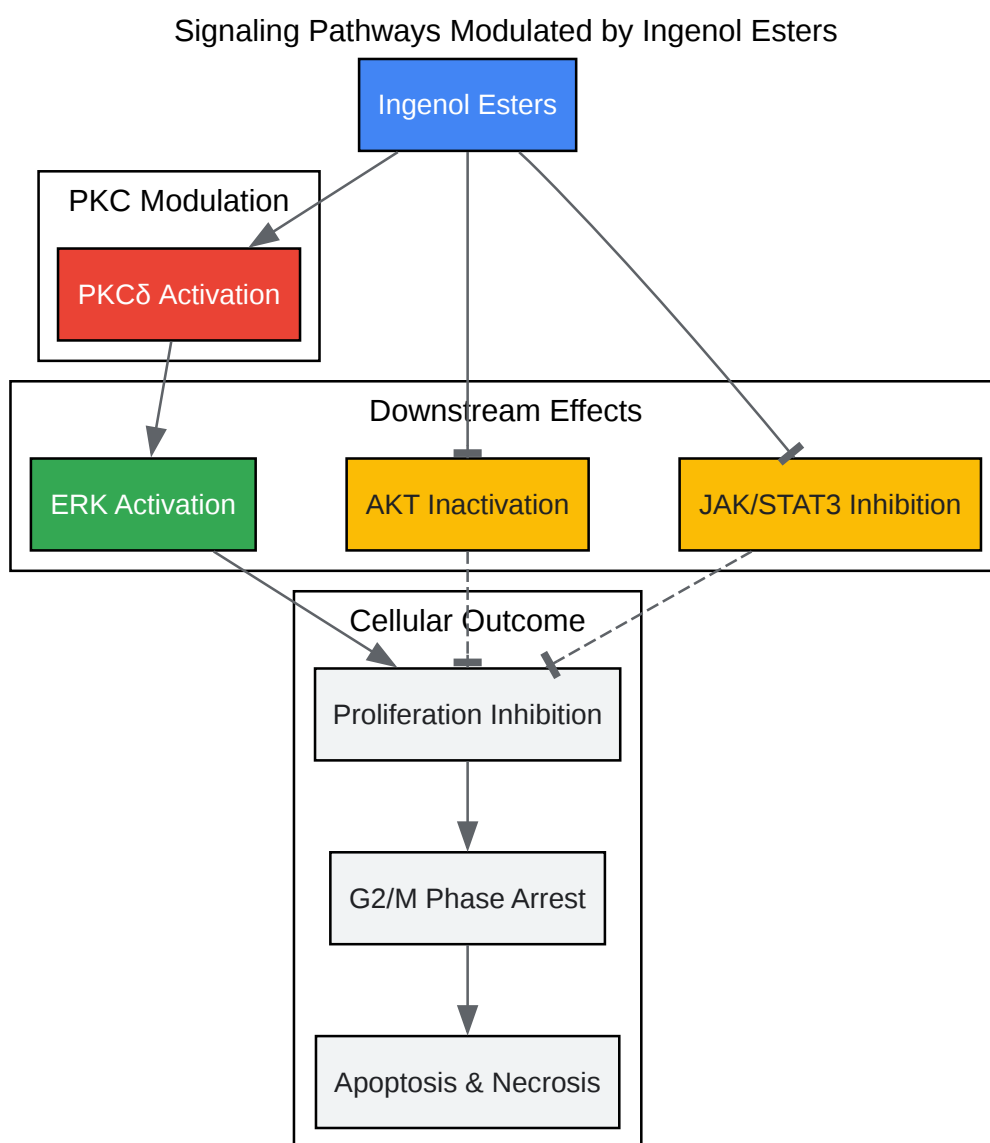 Signaling Pathways Modulated by Ingenol Esters
Ingenol Esters
PKC Modulation
PKCδ Activation
Downstream Effects
ERK Activation
AKT Inactivation
JAK/STAT3 Inhibition
Cellular Outcome
Proliferation Inhibition
G2/M Phase Arrest
Apoptosis & Necrosis